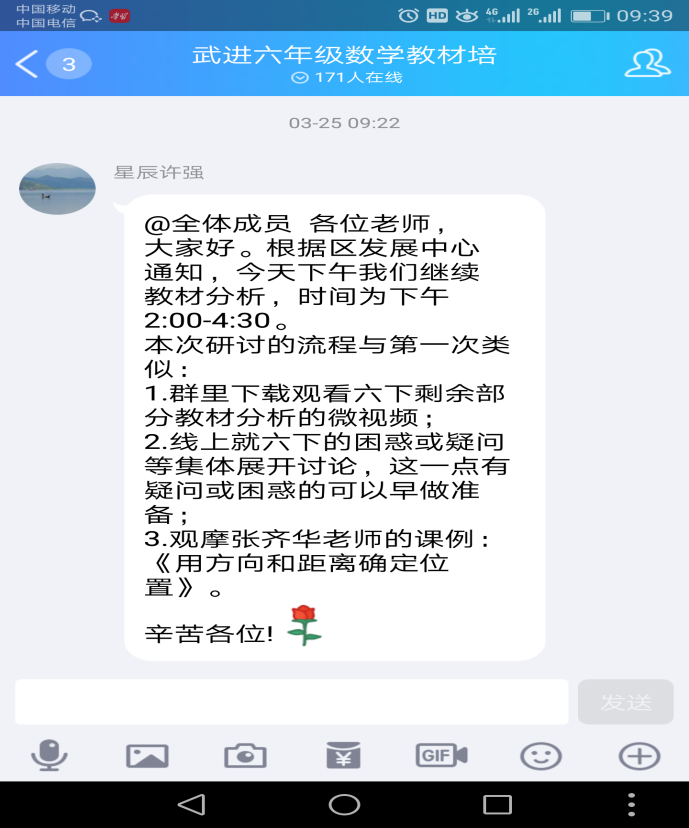 中国移动
中国电信
HD 4G 2G 09:39
3
武进六年级数学教材培
171人在线
03-25 09:22
星辰许强
@全体成员 各位老师，
大家好。根据区发展中心
通知，今天下午我们继续
教材分析，时间为下午
2:00-4:30。
本次研讨的流程与第一次类
似：
1.群里下载观看六下剩余部
分教材分析的微视频；
2.线上就六下的困惑或疑问
等集体展开讨论，这一点有
疑问或困惑的可以早做准
备；
3.观摩张齐华老师的课例：
《用方向和距离确定位
置》。
辛苦各位!
发送
GIF